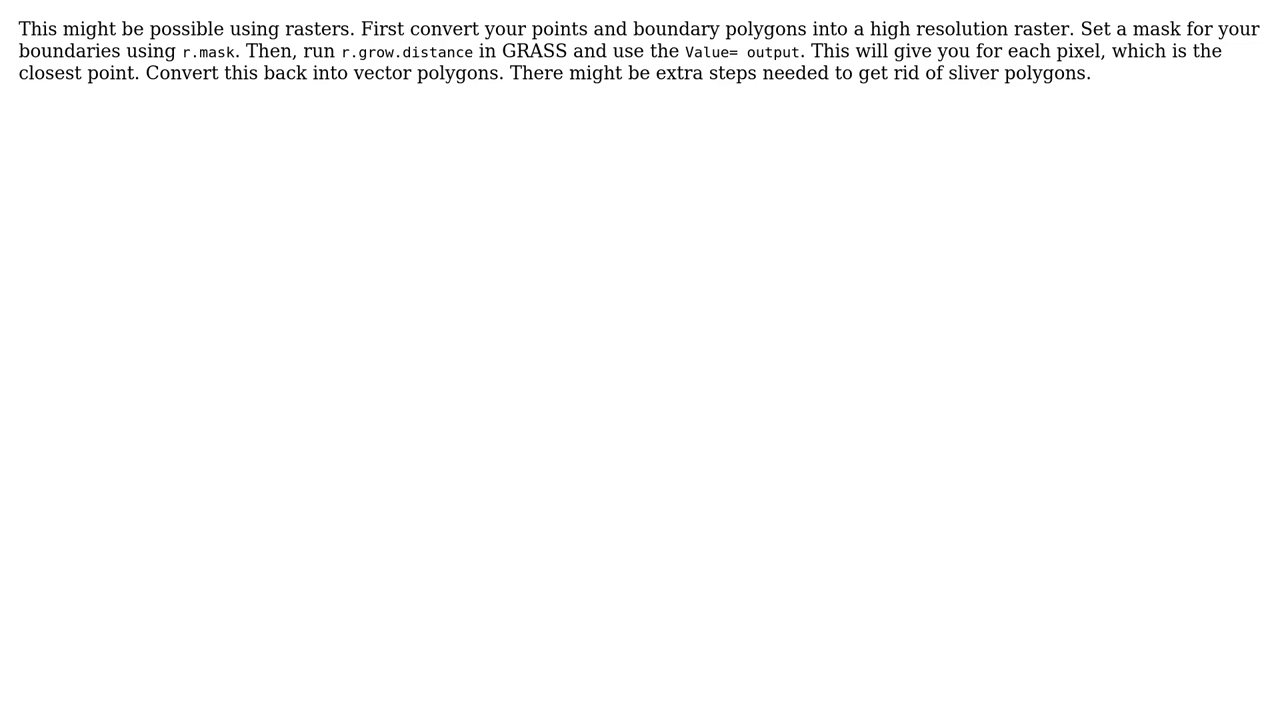 This might be possible using rasters. First convert your points and boundary polygons into a high resolution raster. Set a mask for your
boundaries using r.mask. Then, run r.grow.distance in GRASS and use the Value= output. This will give you for each pixel, which is the
closest point. Convert this back into vector polygons. There might be extra steps needed to get rid of sliver polygons.